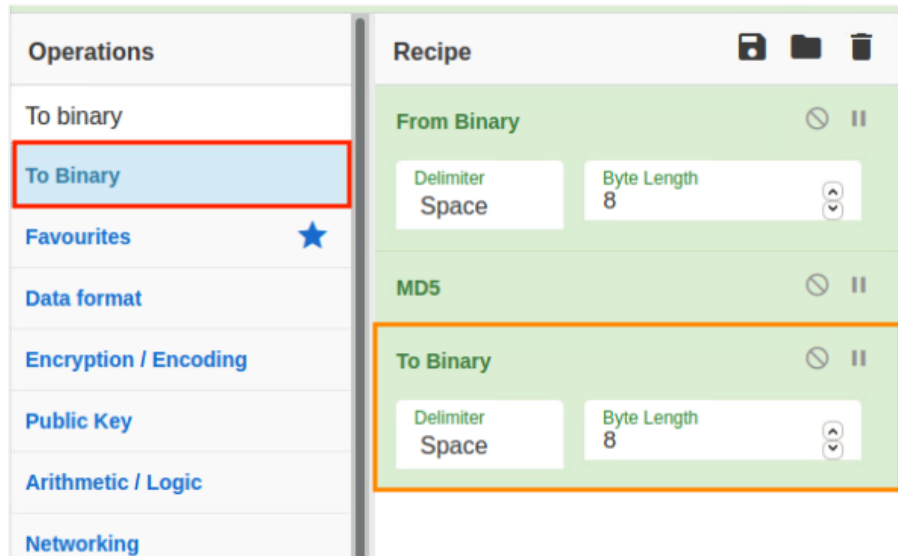 Operations
To binary
To Binary
Favourites
Data format
Encryption / Encoding
Public Key
Arithmetic / Logic
Networking
Recipe
From Binary
Delimiter
Space
Byte Length
8
MD5
To Binary
Delimiter
Space
Byte Length
8